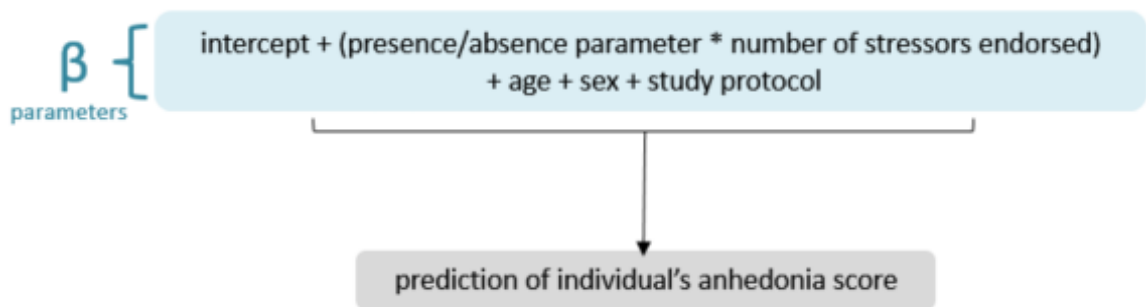 β
parameters
intercept + (presence/absence parameter * number of stressors endorsed)
+ age + sex + study protocol
prediction of individual's anhedonia score